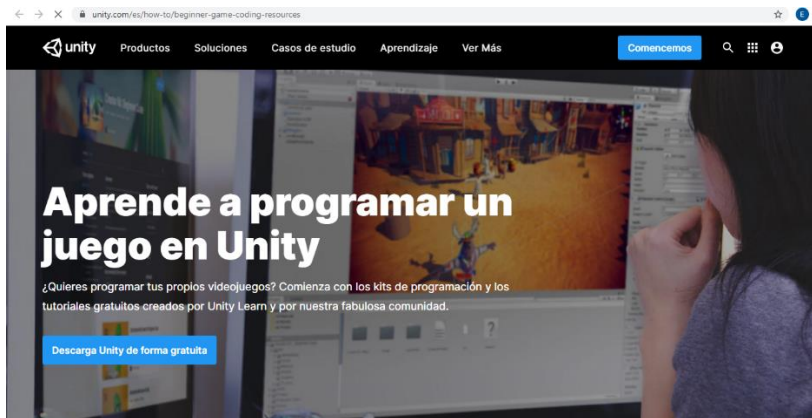 unity.com/es/how-to/beginner-game-coding-resources
E
unity Productos Soluciones Casos de estudio Aprendizaje Ver Más Comencemos
Aprende a programar un
juego en Unity
¿Quieres programar tus propios videojuegos? Comienza con los kits de programación y los
tutoriales gratuitos creados por Unity Learn y por nuestra fabulosa comunidad.
Descarga Unity de forma gratuita